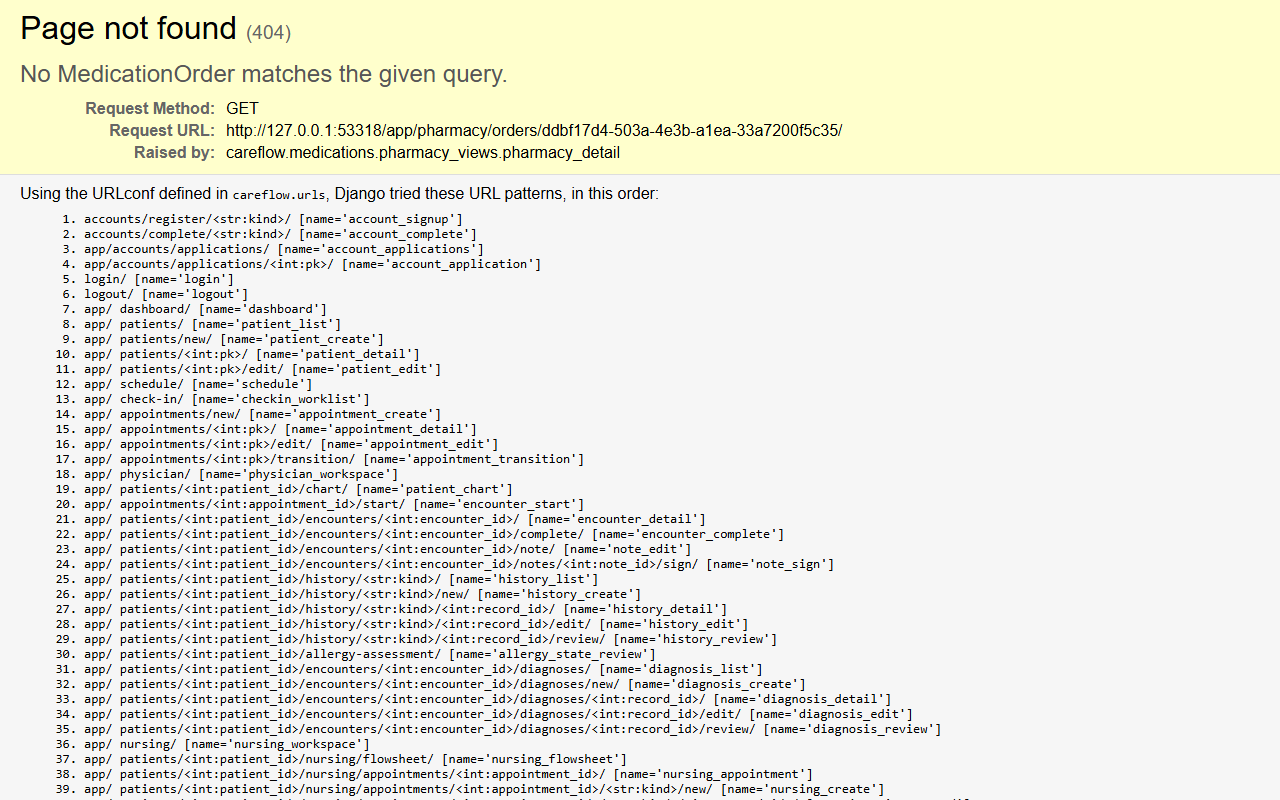 Page not found (404)
No MedicationOrder matches the given query.
Request Method: GET
Request URL: http://127.0.0.1:53318/app/pharmacy/orders/ddbf17d4-503a-4e3b-a1ea-33a7200f5c35/
Raised by: careflow.medications.pharmacy_views.pharmacy_detail
Using the URLconf defined in careflow.urls, Django tried these URL patterns, in this order:
1. accounts/register/<str:kind>/ [name='account_signup']
2. accounts/complete/<str:kind>/ [name='account_complete']
3. app/accounts/applications/ [name='account_applications']
4. app/accounts/applications/<int:pk>/ [name='account_application']
5. login/ [name='login']
6. logout/ [name='logout']
7. app/ dashboard/ [name='dashboard']
8. app/ patients/ [name='patient_list']
9. app/ patients/new/ [name='patient_create']
10. app/ patients/<int:pk>/ [name='patient_detail']
11. app/ patients/<int:pk>/edit/ [name='patient_edit']
12. app/ schedule/ [name='schedule']
13. app/ check-in/ [name='checkin_worklist']
14. app/ appointments/new/ [name='appointment_create']
15. app/ appointments/<int:pk>/ [name='appointment_detail']
16. app/ appointments/<int:pk>/edit/ [name='appointment_edit']
17. app/ appointments/<int:pk>/transition/ [name='appointment_transition']
18. app/ physician/ [name='physician_workspace']
19. app/ patients/<int:patient_id>/chart/ [name='patient_chart']
20. app/ appointments/<int:appointment_id>/start/ [name='encounter_start']
21. app/ patients/<int:patient_id>/encounters/<int:encounter_id>/ [name='encounter_detail']
22. app/ patients/<int:patient_id>/encounters/<int:encounter_id>/complete/ [name='encounter_complete']
23. app/ patients/<int:patient_id>/encounters/<int:encounter_id>/note/ [name='note_edit']
24. app/ patients/<int:patient_id>/encounters/<int:encounter_id>/notes/<int:note_id>/sign/ [name='note_sign']
25. app/ patients/<int:patient_id>/history/<str:kind>/ [name='history_list']
26. app/ patients/<int:patient_id>/history/<str:kind>/new/ [name='history_create']
27. app/ patients/<int:patient_id>/history/<str:kind>/<int:record_id>/ [name='history_detail']
28. app/ patients/<int:patient_id>/history/<str:kind>/<int:record_id>/edit/ [name='history_edit']
29. app/ patients/<int:patient_id>/history/<str:kind>/<int:record_id>/review/ [name='history_review']
30. app/ patients/<int:patient_id>/allergy-assessment/ [name='allergy_state_review']
31. app/ patients/<int:patient_id>/encounters/<int:encounter_id>/diagnoses/ [name='diagnosis_list']
32. app/ patients/<int:patient_id>/encounters/<int:encounter_id>/diagnoses/new/ [name='diagnosis_create']
33. app/ patients/<int:patient_id>/encounters/<int:encounter_id>/diagnoses/<int:record_id>/ [name='diagnosis_detail']
34. app/ patients/<int:patient_id>/encounters/<int:encounter_id>/diagnoses/<int:record_id>/edit/ [name='diagnosis_edit']
35. app/ patients/<int:patient_id>/encounters/<int:encounter_id>/diagnoses/<int:record_id>/review/ [name='diagnosis_review']
36. app/ nursing/ [name='nursing_workspace']
37. app/ patients/<int:patient_id>/nursing/flowsheet/ [name='nursing_flowsheet']
38. app/ patients/<int:patient_id>/nursing/appointments/<int:appointment_id>/ [name='nursing_appointment']
39. app/ patients/<int:patient_id>/nursing/appointments/<int:appointment_id>/<str:kind>/new/ [name='nursing_create']